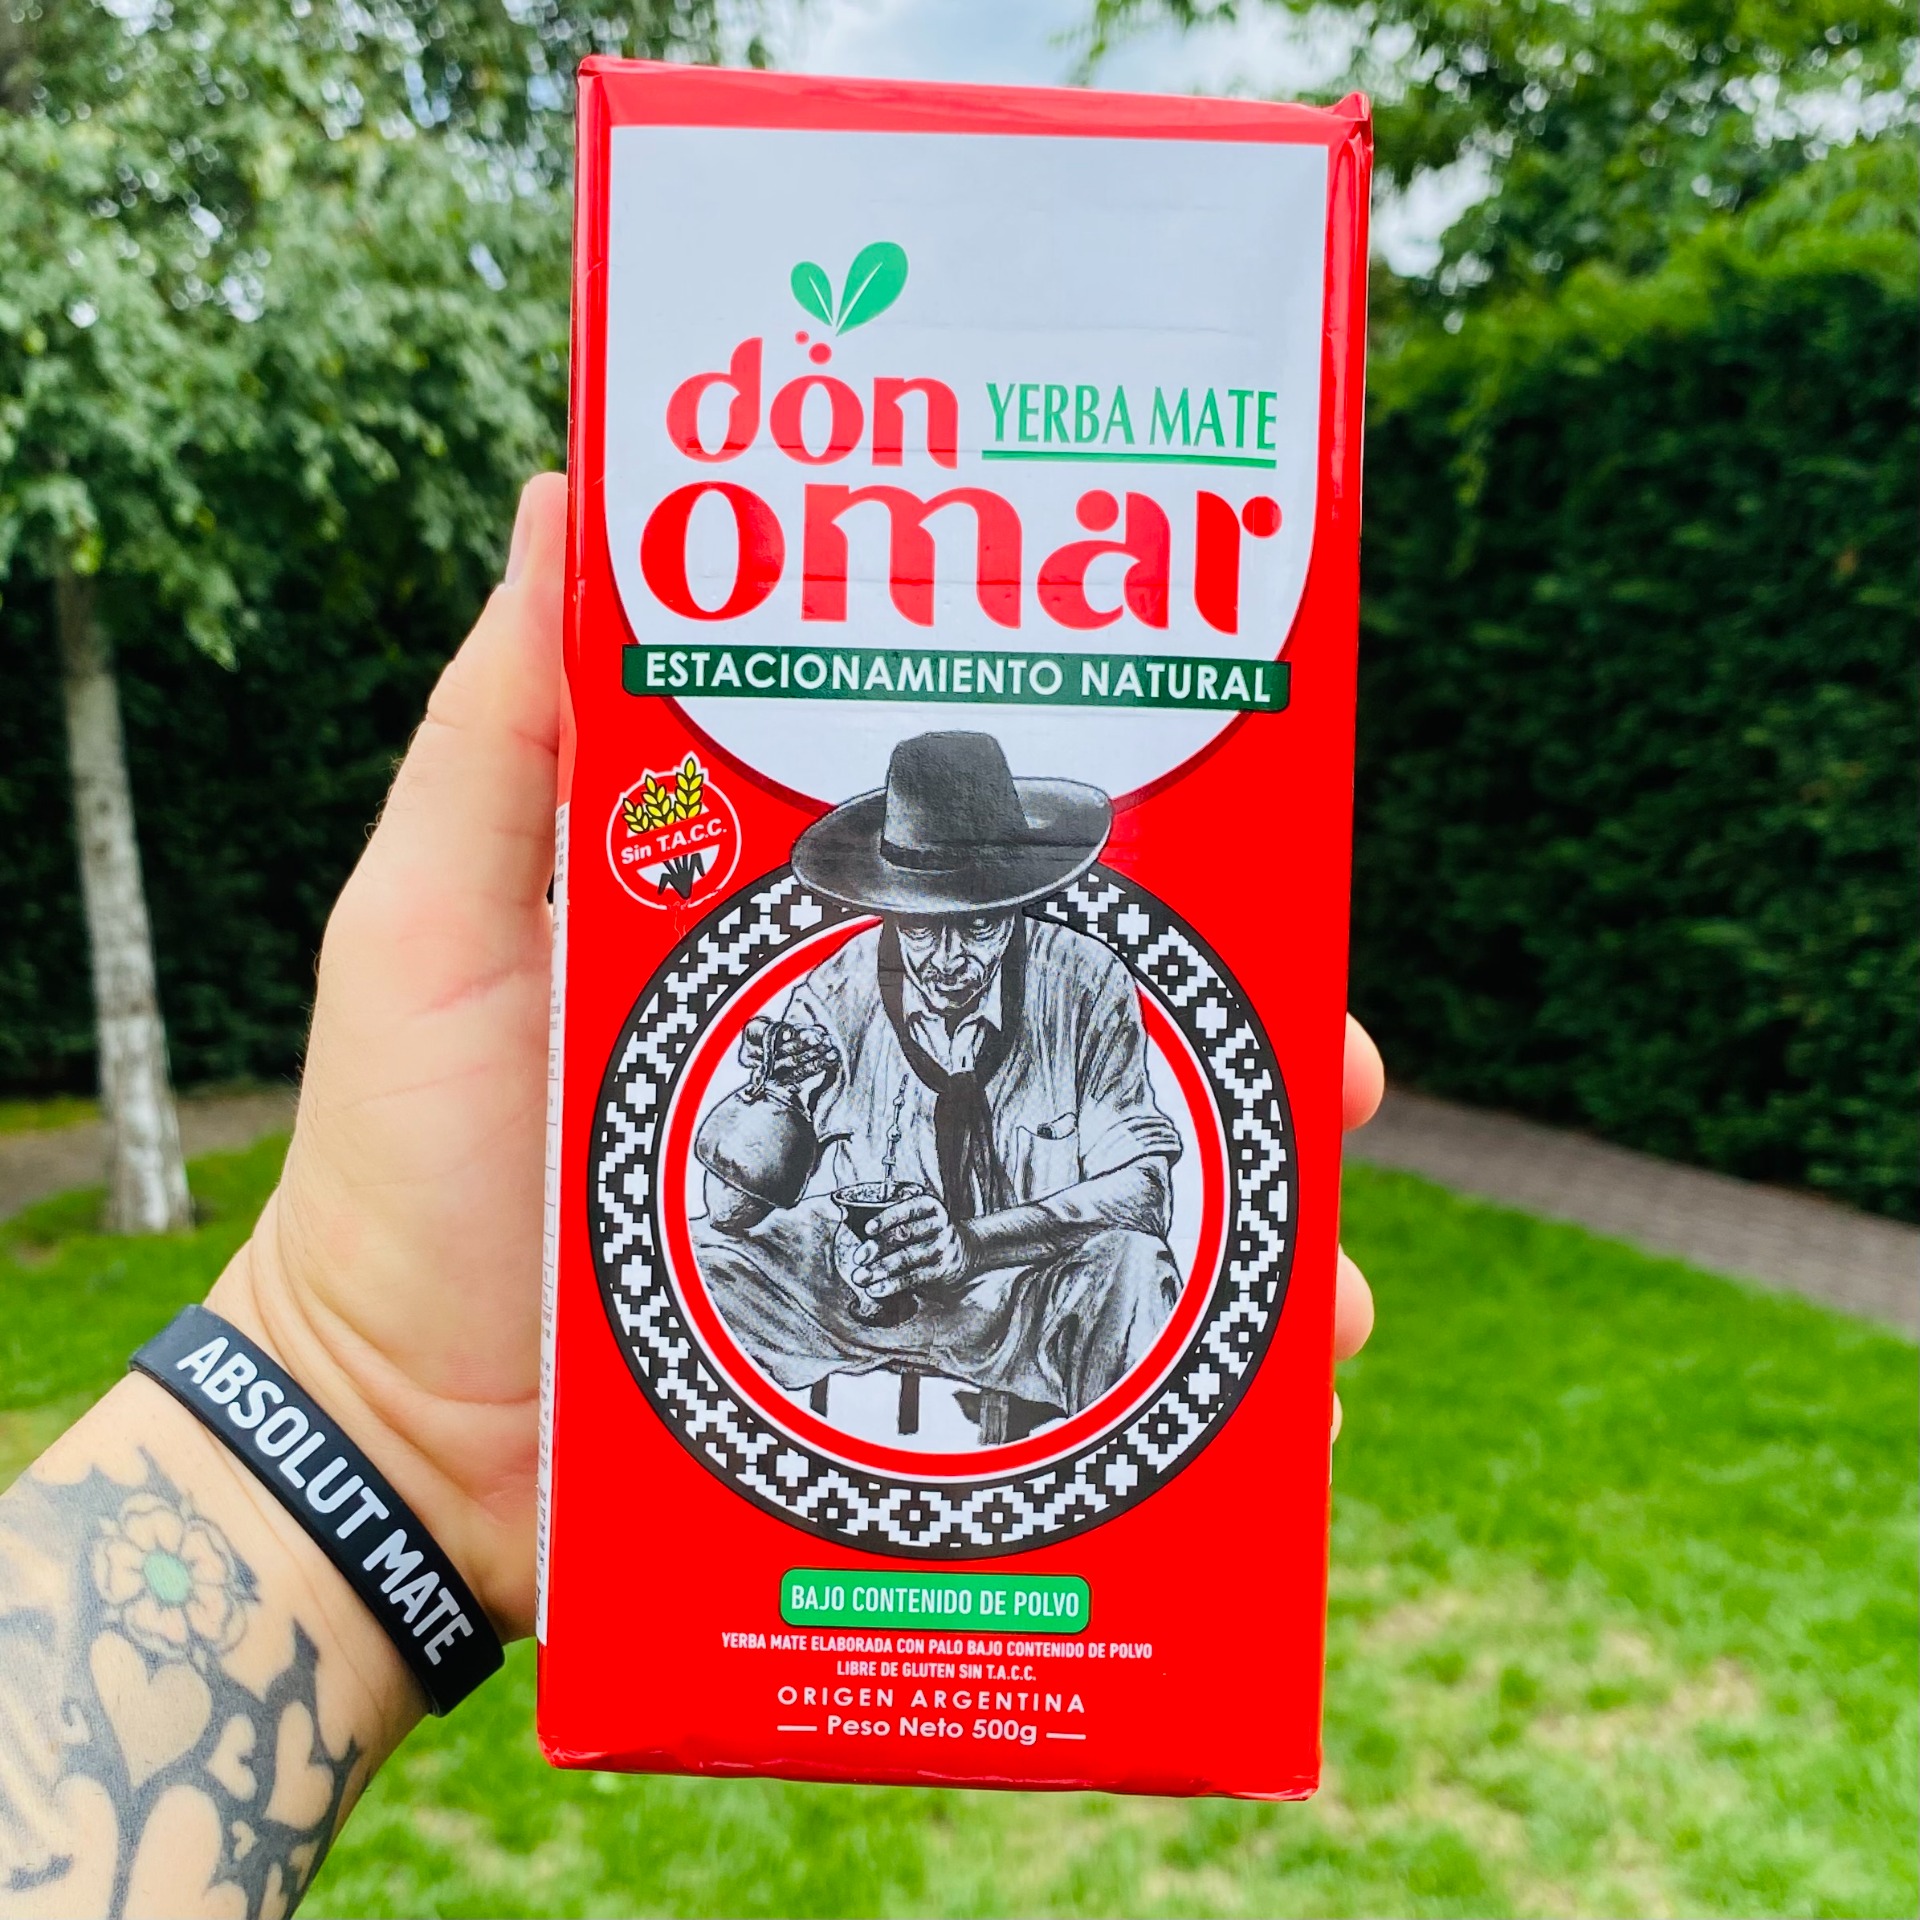 don YERBA MATE
omar
ESTACIONAMIENTO NATURAL
Sin T.A.C.C.
BAJO CONTENIDO DE POLVO
YERBA MATE ELABORADA CON PALO BAJO CONTENIDO DE POLVO
LIBRE DE GLUTEN SIN T.A.C.C.
ORIGEN ARGENTINA
Peso Neto 500g
ABSOLUT MATE